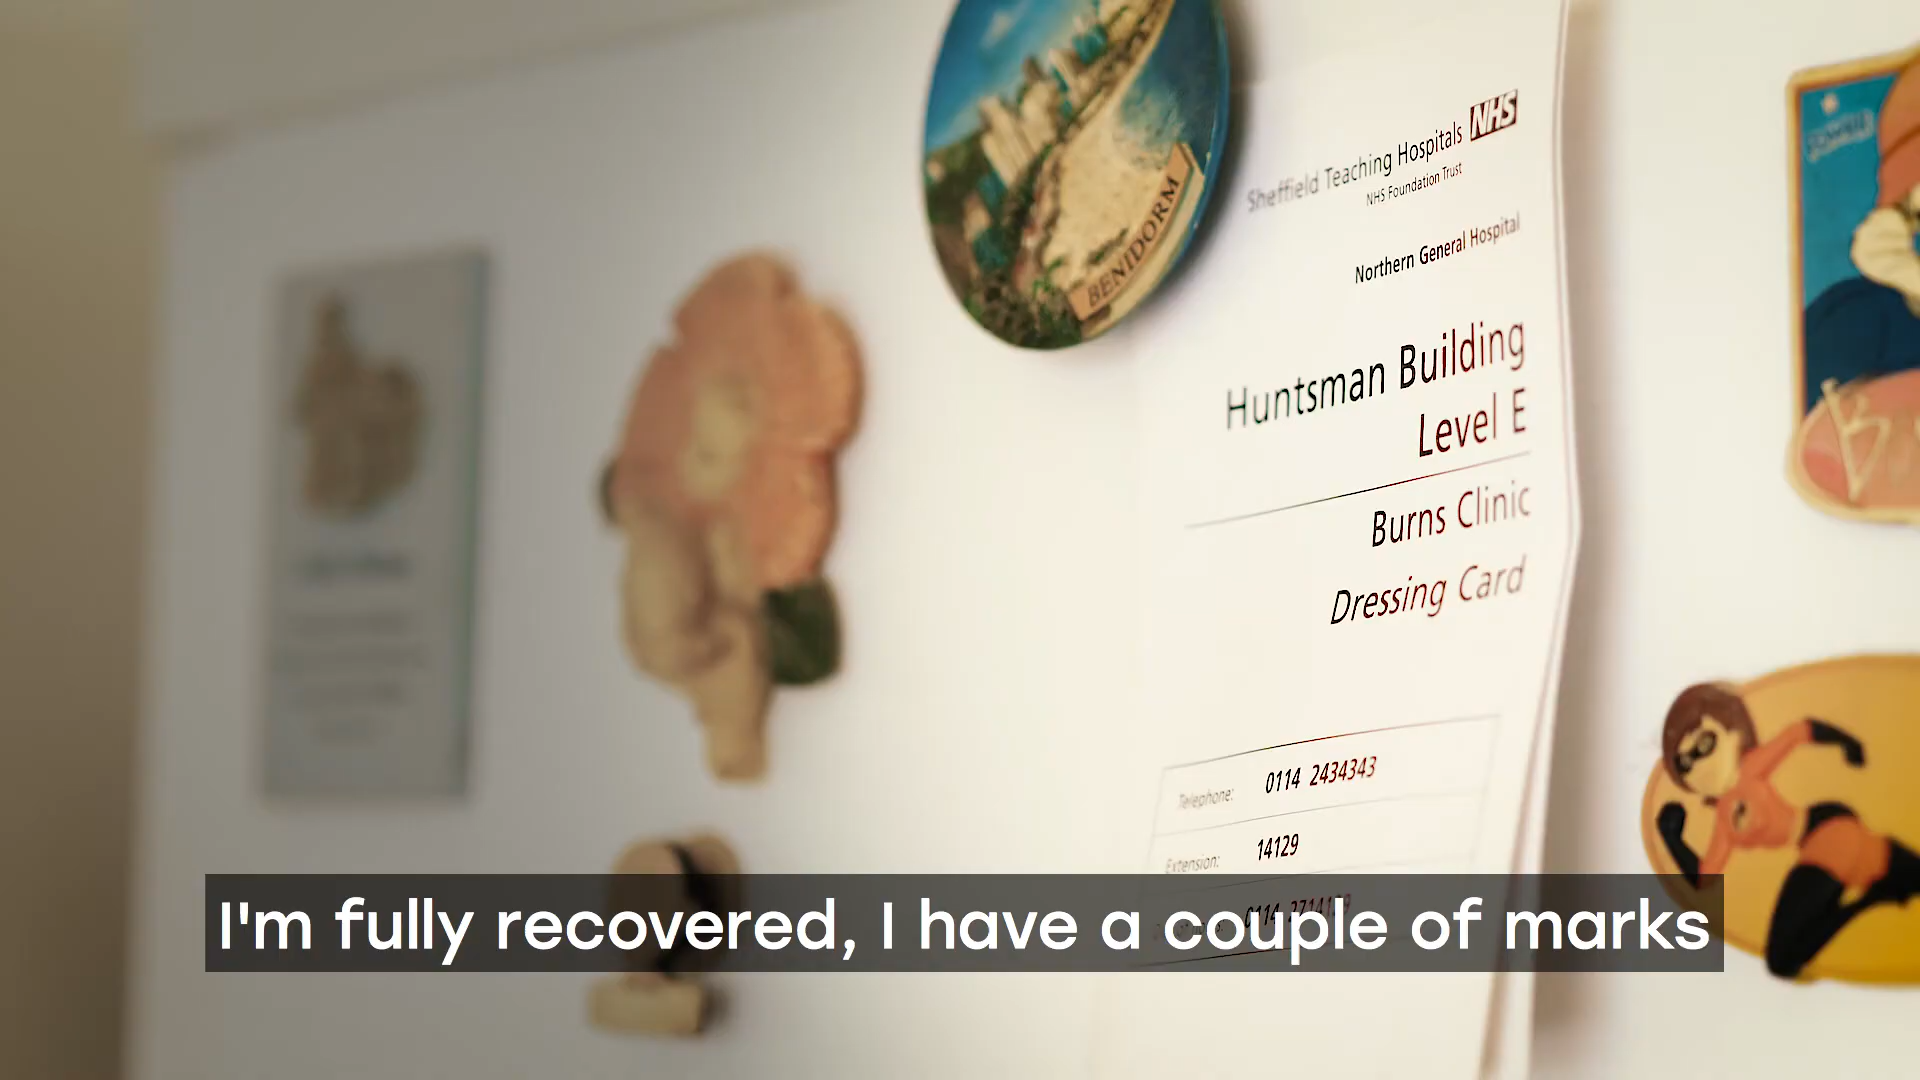 BENIDORM
Sheffield Teaching Hospitals NHS
NHS Foundation Trust
Northern General Hospital
Huntsman Building
Level E
Burns Clinic
Dressing Card
Telephone: 0114 2434343
Extension: 14129
I'm fully recovered, I have a couple of marks